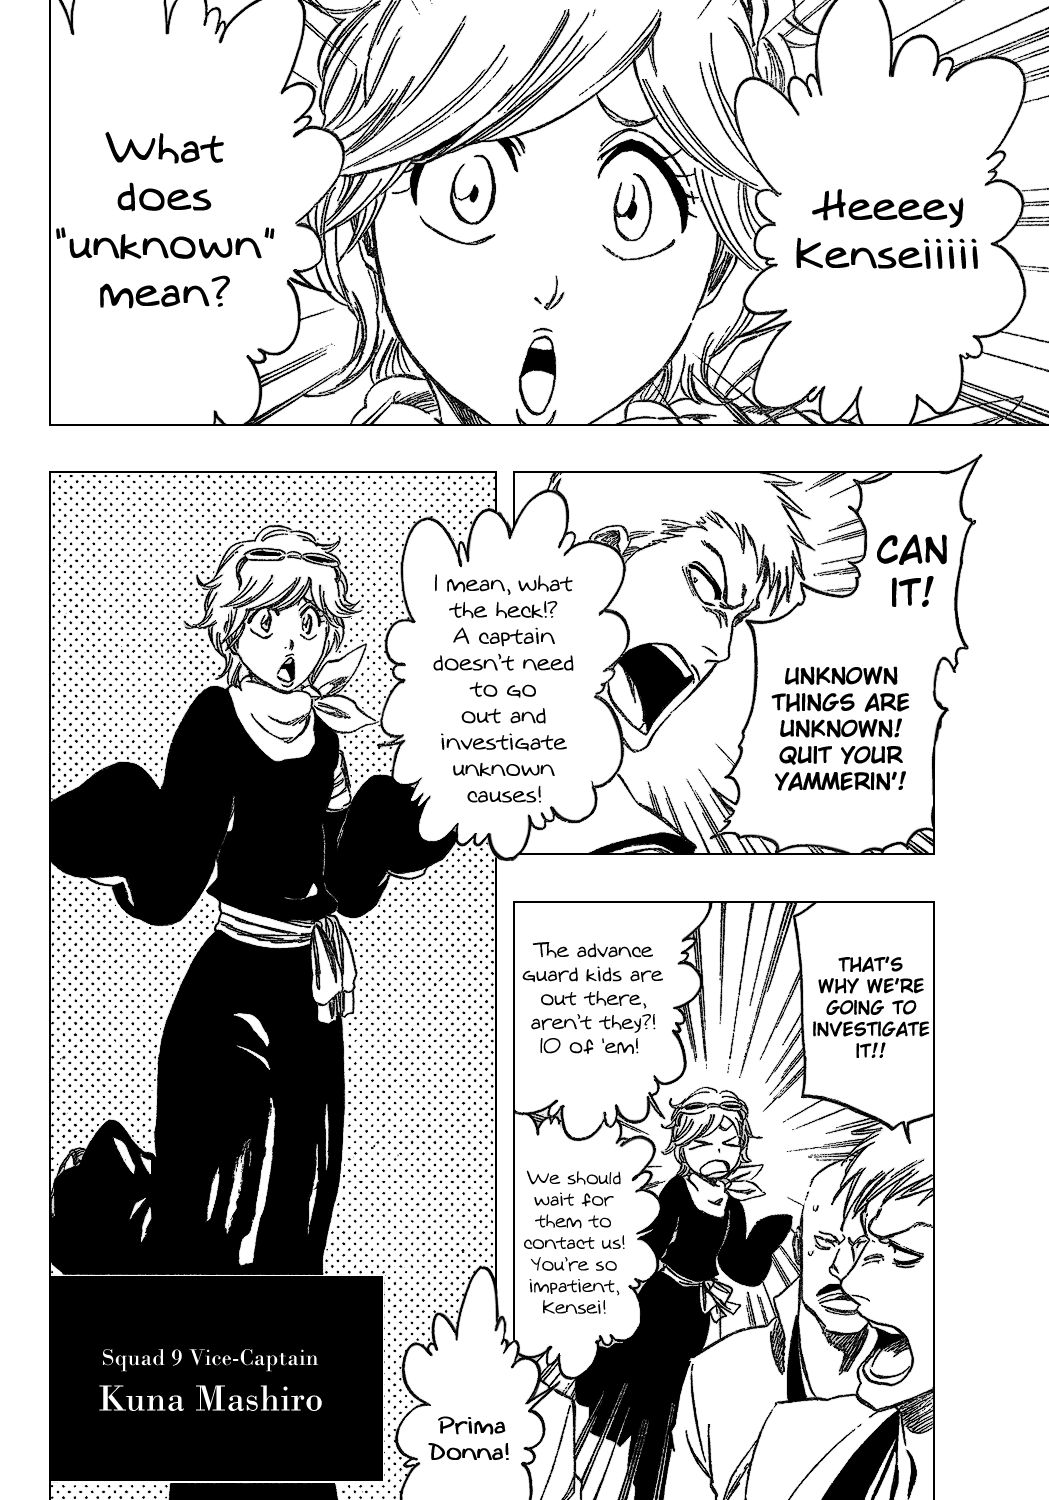 Heeeey
Kenseiiiii
What
does
"unknown"
mean?
CAN
IT!
UNKNOWN
THINGS ARE
UNKNOWN!
QUIT YOUR
YAMMERIN'!
I mean, what
the heck!?
A captain
doesn't need
to go
out and
investigate
unknown
causes!
Squad 9 Vice-Captain
Kuna Mashiro
THAT'S
WHY WE'RE
GOING TO
INVESTIGATE
IT!!
The advance
guard kids are
out there,
aren't they?!
10 of 'em!
We should
wait for
them to
contact us!
You're so
impatient,
Kensei!
Prima
Donna!